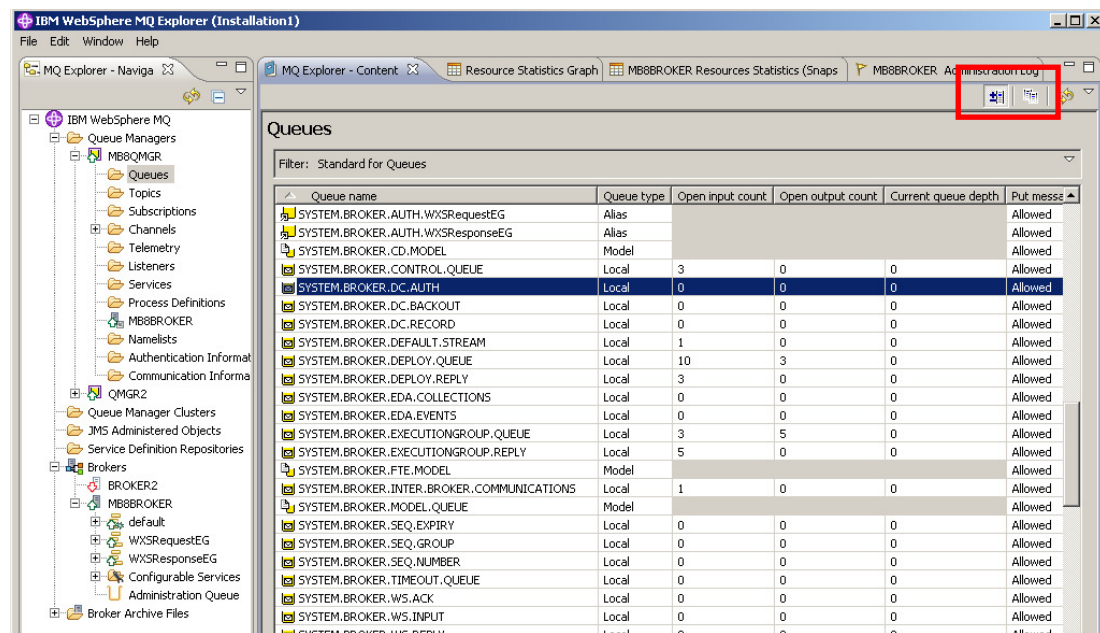 IBM WebSphere MQ Explorer (Installation1)
File Edit Window Help
MQ Explorer - Naviga
MQ Explorer - Content
Resource Statistics Graph
MB8BROKER Resources Statistics (Snaps
MB8BROKER Administration Log
IBM WebSphere MQ
Queue Managers
MB8QMGR
Queues
Topics
Subscriptions
Channels
Telemetry
Listeners
Services
Process Definitions
MB8BROKER
Namelists
Authentication Informat
Communication Informa
QMGR2
Queue Manager Clusters
JMS Administered Objects
Service Definition Repositories
Brokers
BROKER2
MB8BROKER
default
WXSRequestEG
WXSResponseEG
Configurable Services
Administration Queue
Broker Archive Files
Queues
Filter: Standard for Queues
Queue name Queue type Open input count Open output count Current queue depth Put messa
SYSTEM.BROKER.AUTH.WXSRequestEG Alias Allowed
SYSTEM.BROKER.AUTH.WXSResponseEG Alias Allowed
SYSTEM.BROKER.CD.MODEL Model Allowed
SYSTEM.BROKER.CONTROL.QUEUE Local 3 0 0 Allowed
SYSTEM.BROKER.DC.AUTH Local 0 0 0 Allowed
SYSTEM.BROKER.DC.BACKOUT Local 0 0 0 Allowed
SYSTEM.BROKER.DC.RECORD Local 0 0 0 Allowed
SYSTEM.BROKER.DEFAULT.STREAM Local 1 0 0 Allowed
SYSTEM.BROKER.DEPLOY.QUEUE Local 10 3 0 Allowed
SYSTEM.BROKER.DEPLOY.REPLY Local 3 0 0 Allowed
SYSTEM.BROKER.EDA.COLLECTIONS Local 0 0 0 Allowed
SYSTEM.BROKER.EDA.EVENTS Local 0 0 0 Allowed
SYSTEM.BROKER.EXECUTIONGROUP.QUEUE Local 3 5 0 Allowed
SYSTEM.BROKER.EXECUTIONGROUP.REPLY Local 5 0 0 Allowed
SYSTEM.BROKER.FTE.MODEL Model Allowed
SYSTEM.BROKER.INTER.BROKER.COMMUNICATIONS Local 1 0 0 Allowed
SYSTEM.BROKER.MODEL.QUEUE Model Allowed
SYSTEM.BROKER.SEQ.EXPIRY Local 0 0 0 Allowed
SYSTEM.BROKER.SEQ.GROUP Local 0 0 0 Allowed
SYSTEM.BROKER.SEQ.NUMBER Local 0 0 0 Allowed
SYSTEM.BROKER.TIMEOUT.QUEUE Local 0 0 0 Allowed
SYSTEM.BROKER.WS.ACK Local 0 0 0 Allowed
SYSTEM.BROKER.WS.INPUT Local 0 0 0 Allowed